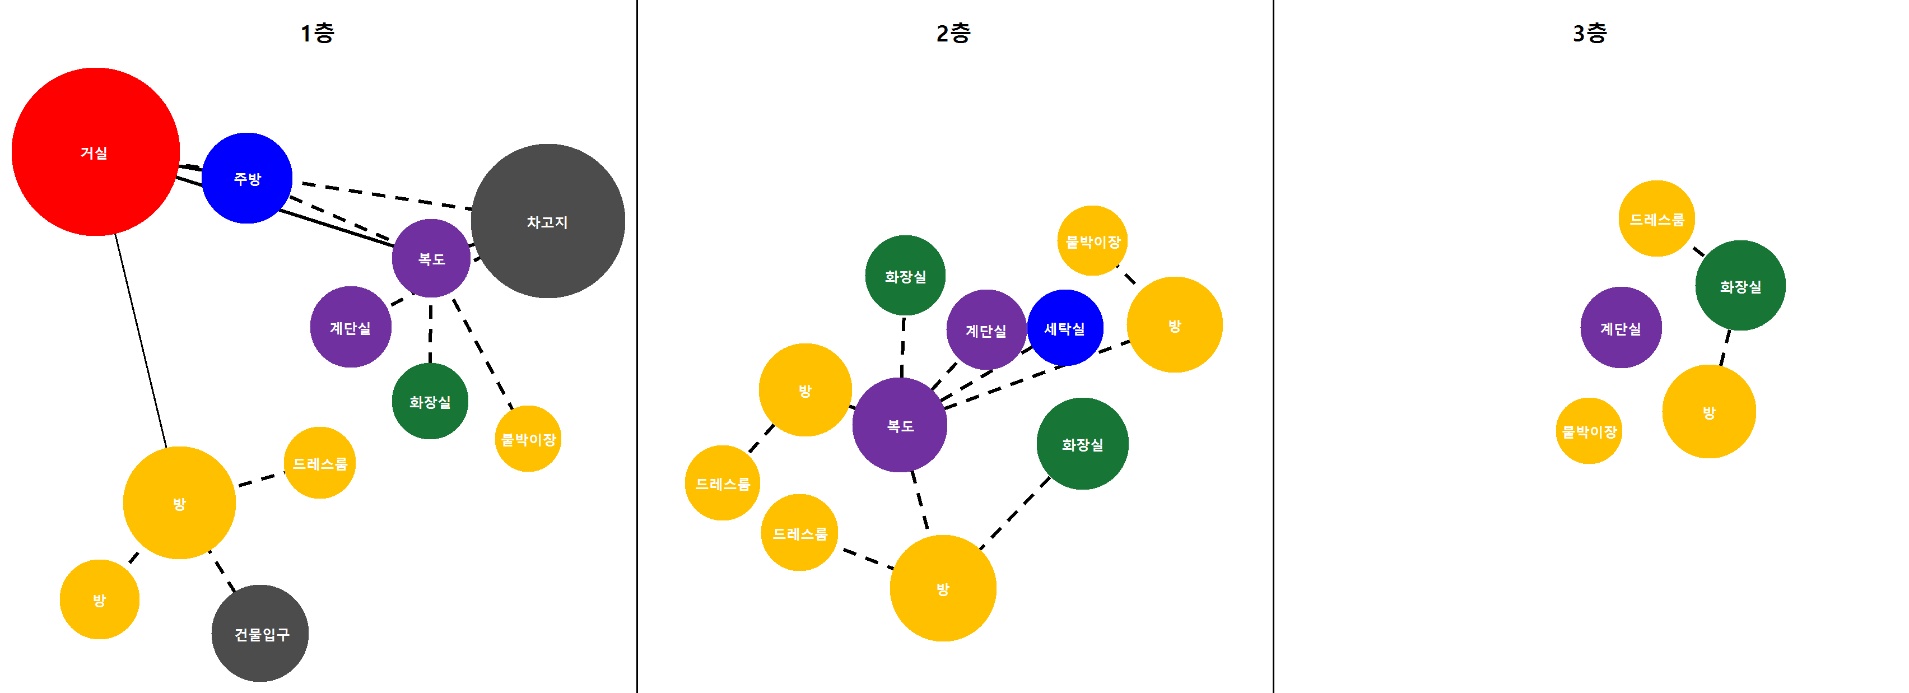 1층
거실
주방
차고지
복도
계단실
화장실
붙박이장
드레스룸
방
방
건물입구
2층
붙박이장
화장실
계단실
세탁실
방
방
복도
화장실
드레스룸
드레스룸
방
3층
드레스룸
화장실
계단실
방
붙박이장